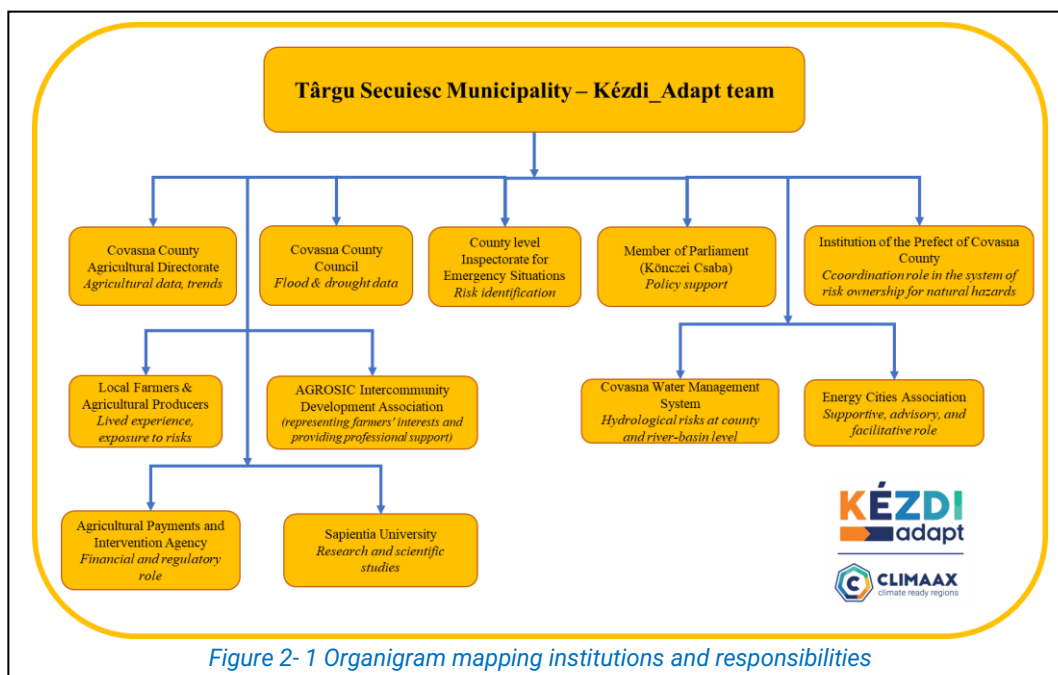 Târgu Secuiesc Municipality – Kézdi_Adapt team
Covasna County
Agricultural Directorate
Agricultural data, trends
Covasna County
Council
Flood & drought data
County level
Inspectorate for
Emergency Situations
Risk identification
Member of Parliament
(Könczei Csaba)
Policy support
Institution of the Prefect of Covasna
County
Ccoordination role in the system of
risk ownership for natural hazards
Local Farmers &
Agricultural Producers
Lived experience,
exposure to risks
AGROSIC Intercommunity
Development Association
(representing farmers' interests and
providing professional support)
Covasna Water Management
System
Hydrological risks at county
and river-basin level
Energy Cities Association
Supportive, advisory, and
facilitative role
Agricultural Payments and
Intervention Agency
Financial and regulatory
role
Sapientia University
Research and scientific
studies
KÉZDI
adapt
C CLIMAAX
climate ready regions
Figure 2- 1 Organigram mapping institutions and responsibilities